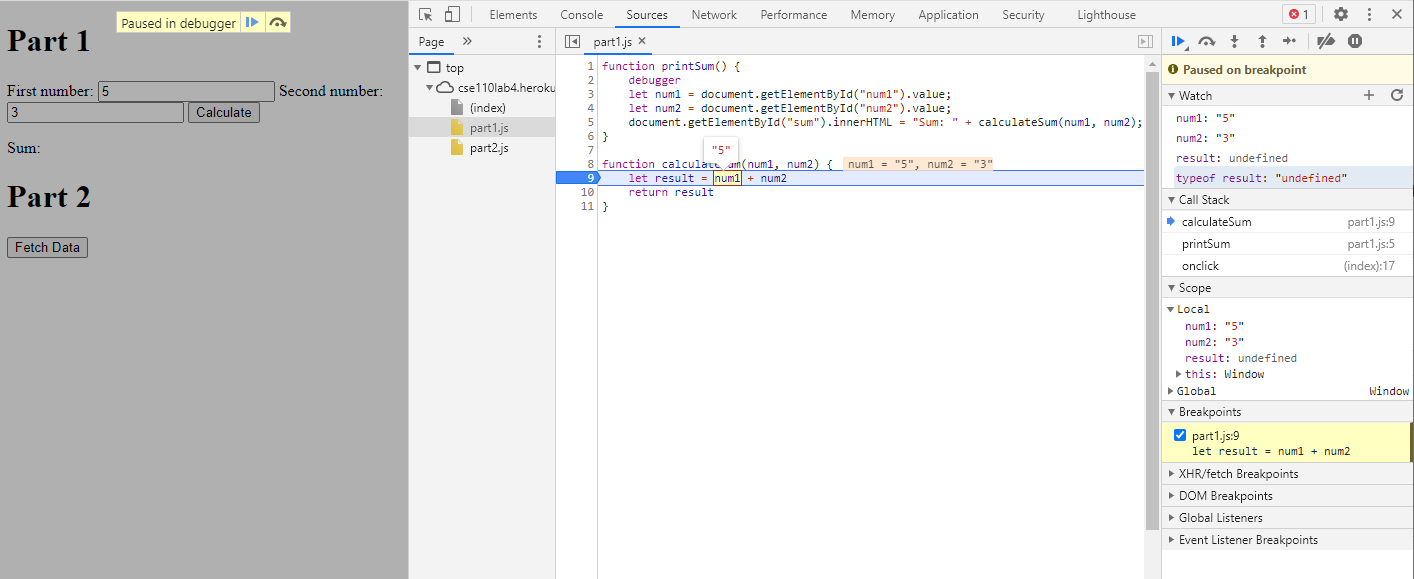 Paused in debugger
Part 1
First number: 5 Second number:
3 Calculate
Sum:
Part 2
Fetch Data
Elements Console Sources Network Performance Memory Application Security Lighthouse 1
Page
top
cse110lab4.heroku
(index)
part1.js
part2.js
part1.js
1 function printSum() {
2 debugger
3 let num1 = document.getElementById("num1").value;
4 let num2 = document.getElementById("num2").value;
5 document.getElementById("sum").innerHTML = "Sum: " + calculateSum(num1, num2);
6 }
7
"5"
8 function calculateSum(num1, num2) { num1 = "5", num2 = "3"
9 let result = num1 + num2
10 return result
11 }
Paused on breakpoint
Watch
num1: "5"
num2: "3"
result: undefined
typeof result: "undefined"
Call Stack
calculateSum part1.js:9
printSum part1.js:5
onclick (index):17
Scope
Local
num1: "5"
num2: "3"
result: undefined
this: Window
Global Window
Breakpoints
part1.js:9
let result = num1 + num2
XHR/fetch Breakpoints
DOM Breakpoints
Global Listeners
Event Listener Breakpoints